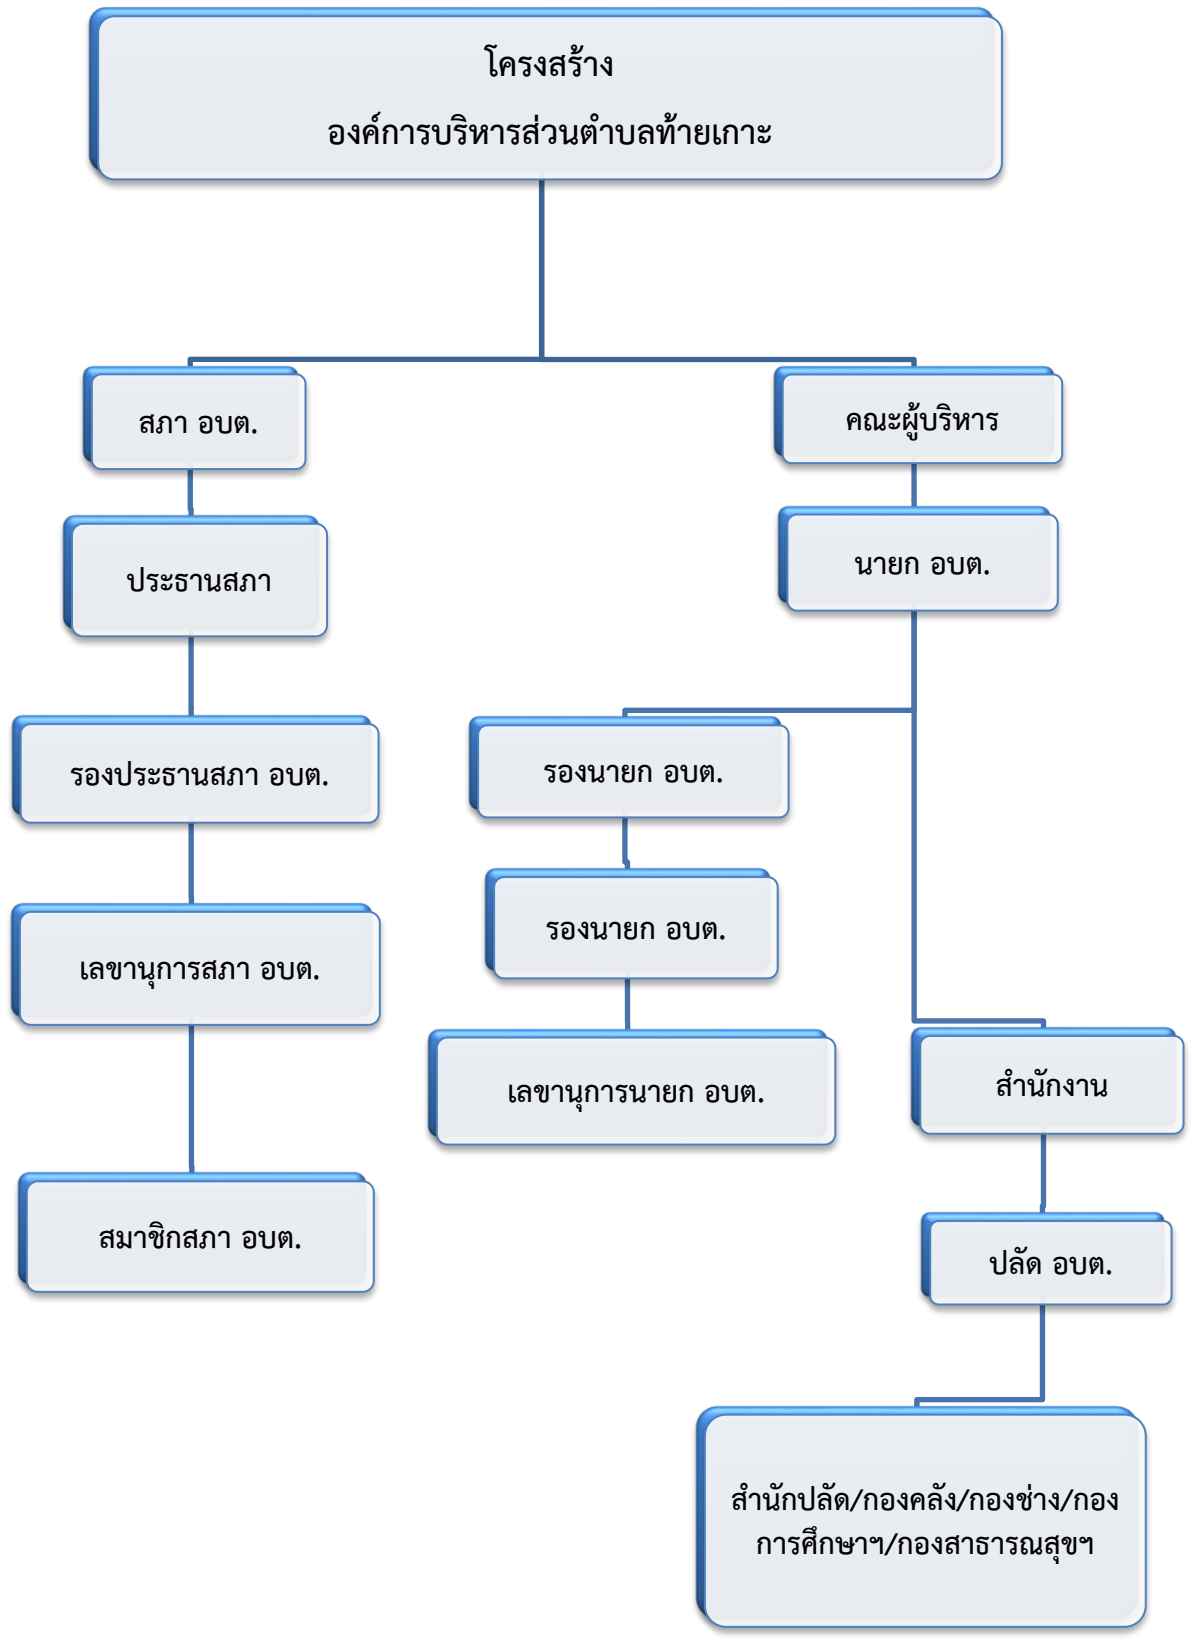 โครงสร้าง
องค์การบริหารส่วนตำบลท้ายเกาะ
สภา อบต.
คณะผู้บริหาร
ประธานสภา
นายก อบต.
รองประธานสภา อบต.
รองนายก อบต.
รองนายก อบต.
เลขานุการสภา อบต.
เลขานุการนายก อบต.
สำนักงาน
สมาชิกสภา อบต.
ปลัด อบต.
สำนักปลัด/กองคลัง/กองช่าง/กอง
การศึกษาฯ/กองสาธารณสุขฯ